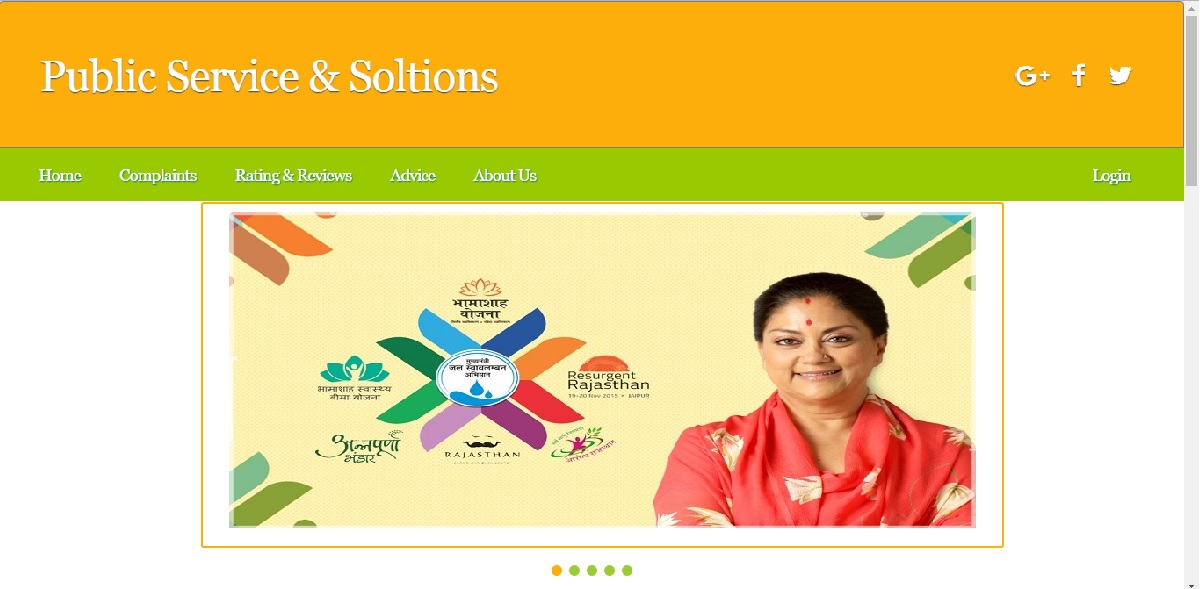 Public Service & Soltions
G+
Home Complaints Rating & Reviews Advice About Us Login
भामाशाह
योजना
मुख्यमंत्री
जल स्वावलम्बन
अभियान
भामाशाह स्वास्थ्य
बीमा योजना
Resurgent
Rajasthan
19-20 Nov 2015 • JAIPUR
अन्नपूर्णा
भंडार
RAJASTHAN